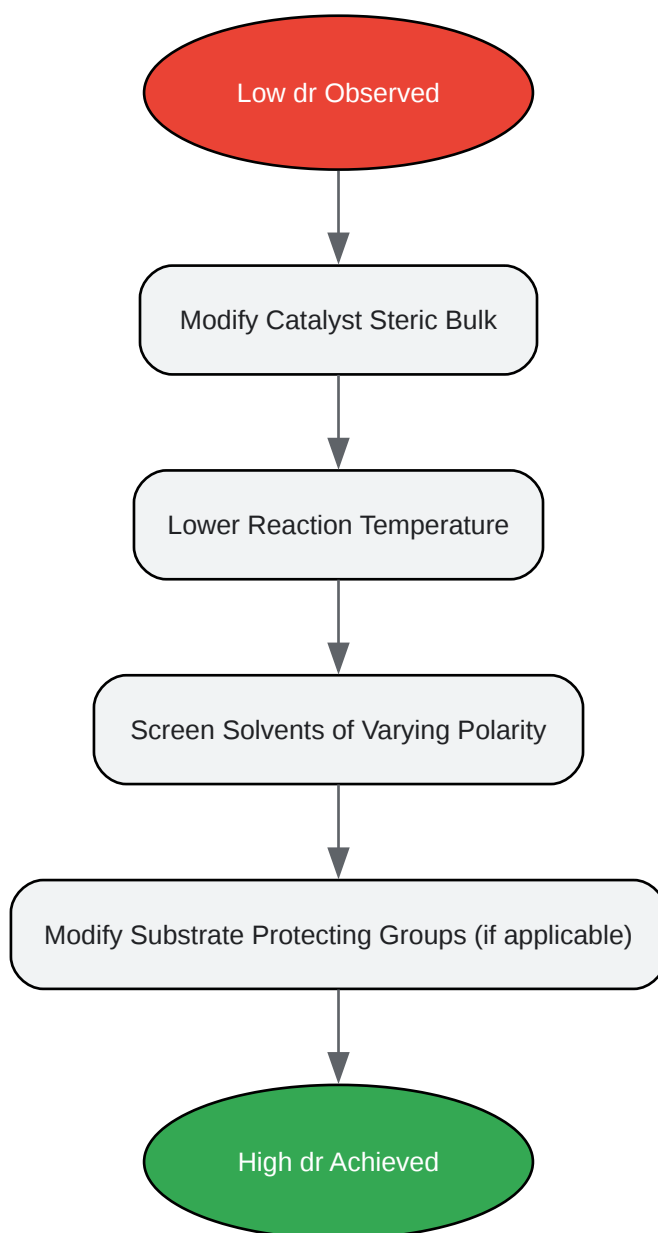 Low dr Observed
Modify Catalyst Steric Bulk
Lower Reaction Temperature
Screen Solvents of Varying Polarity
Modify Substrate Protecting Groups (if applicable)
High dr Achieved